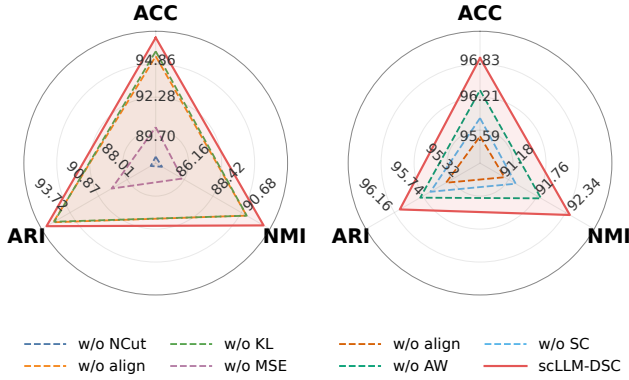 ACC
94.86
92.28
89.70
88.01
90.87
93.72
86.16
88.42
90.68
ARI
NMI
ACC
96.83
96.21
95.59
95.32
95.74
96.16
91.18
91.76
92.34
ARI
NMI
w/o NCut
w/o KL
w/o align
w/o MSE
w/o align
w/o SC
w/o AW
scLLM-DSC